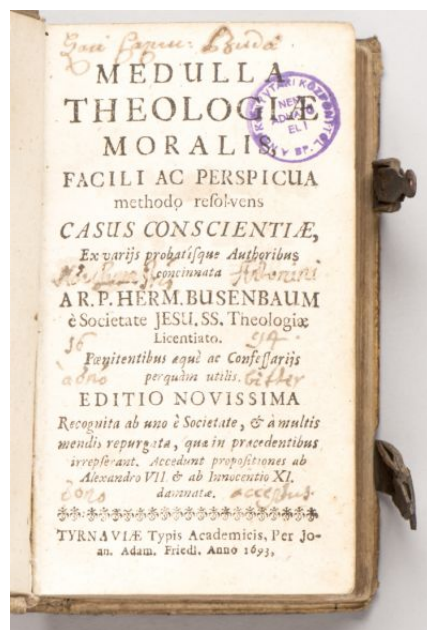 MEDULLA
THEOLOGIÆ
MORALIS,
FACILI AC PERSPICUA
methodo resolvens
CASUS CONSCIENTIÆ,
Ex varijs probatisque Authoribus
concinnata
A R. P. HERM. BUSENBAUM
è Societate JESU, SS. Theologiæ
Licentiato.
Pœnitentibus æquè ac Confessarijs
perquàm utilis.
EDITIO NOVISSIMA
Recognita ab uno è Societate, & à multis
mendis repurgata, quæ in præcedentibus
irrepserant. Accedunt propositiones ab
Alexandro VII. & ab Innocentio XI.
damnatæ.
TYRNAVIÆ Typis Academicis, Per Jo-
an. Adam. Friedl. Anno 1693.